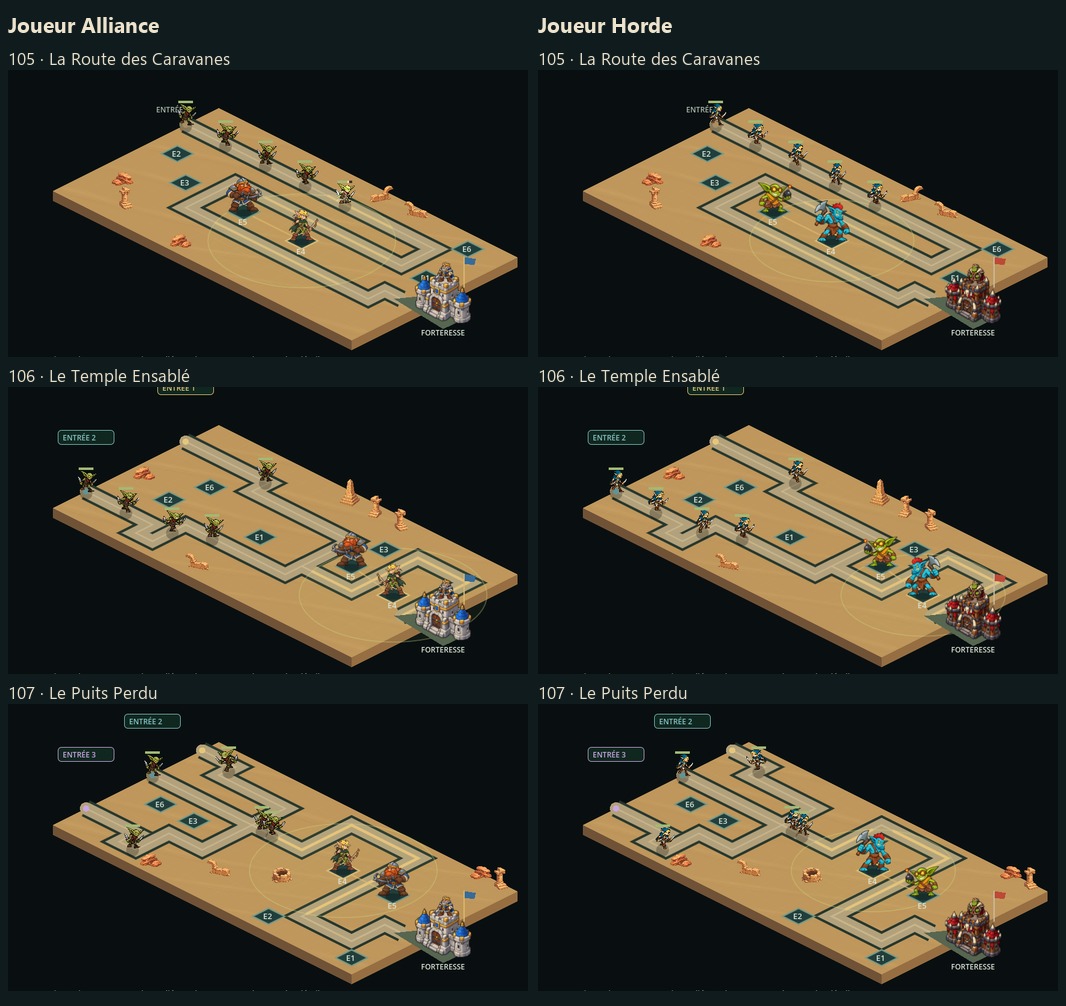 Joueur Alliance
Joueur Horde
105 · La Route des Caravanes
105 · La Route des Caravanes
ENTRÉE
E2
E3
E5
E4
E6
FORTERESSE
ENTRÉE
E2
E3
E5
E4
E6
E1
FORTERESSE
106 · Le Temple Ensablé
106 · Le Temple Ensablé
ENTRÉE 1
ENTRÉE 2
E6
E2
E1
E3
E5
E4
FORTERESSE
ENTRÉE 1
ENTRÉE 2
E6
E2
E1
E3
E5
E4
FORTERESSE
107 · Le Puits Perdu
107 · Le Puits Perdu
ENTRÉE 2
ENTRÉE 3
E6
E3
E4
E5
E2
E1
FORTERESSE
ENTRÉE 2
ENTRÉE 3
E6
E3
E4
E5
E2
E1
FORTERESSE